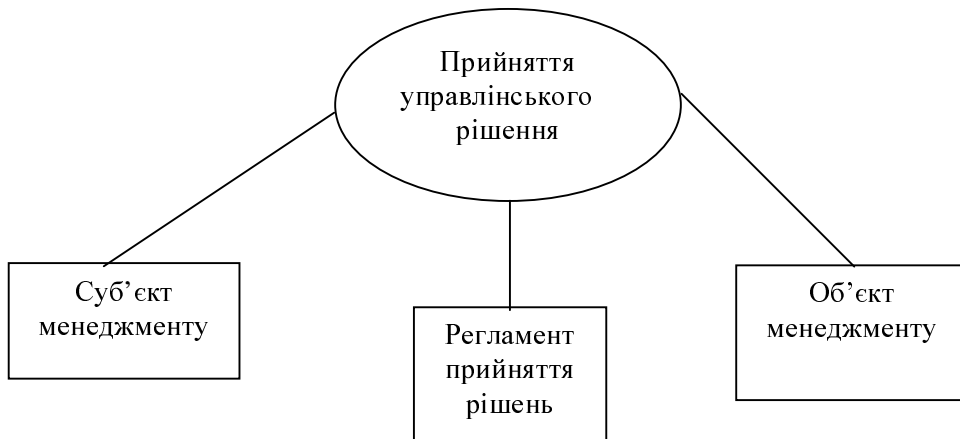 Прийняття
управлінського
рішення
Суб’єкт
менеджменту
Регламент
прийняття
рішень
Об’єкт
менеджменту